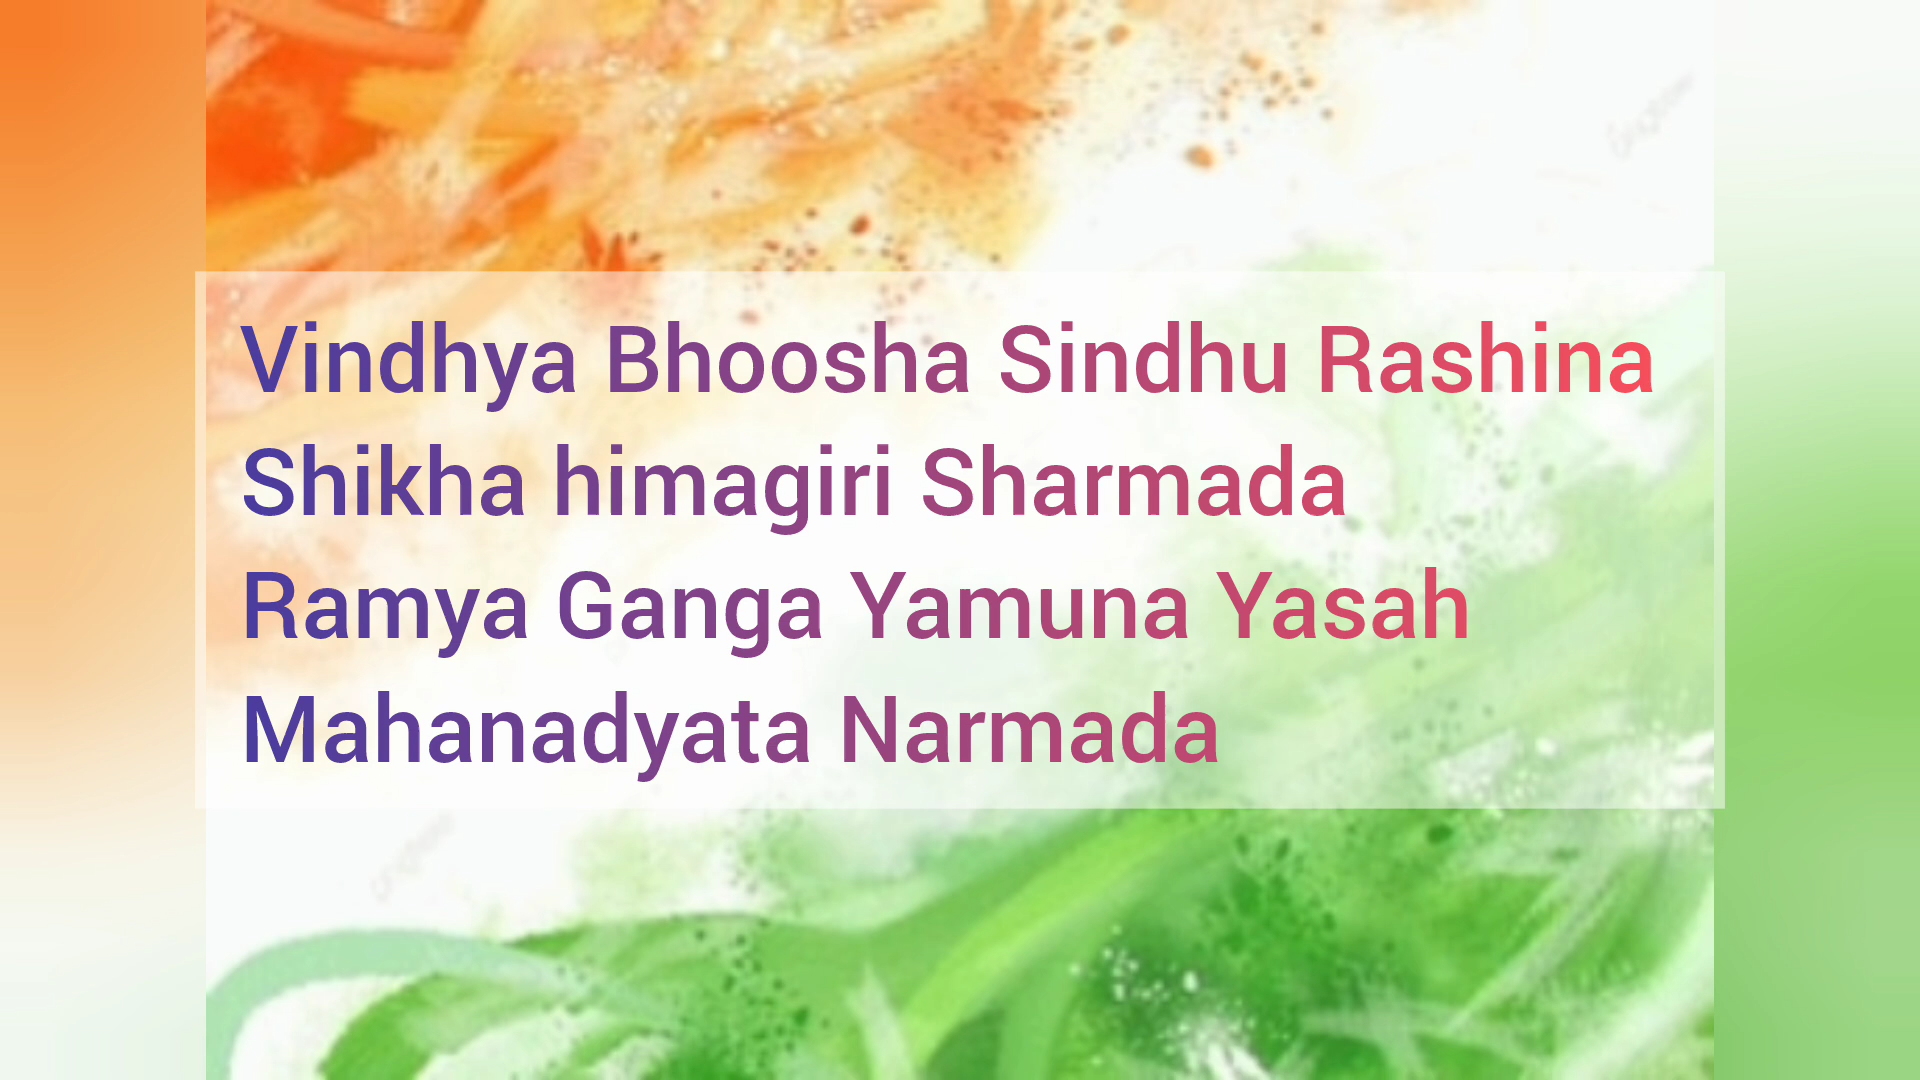 Vindhya Bhoosha Sindhu Rashina
Shikha himagiri Sharmada
Ramya Ganga Yamuna Yasah
Mahanadyata Narmada